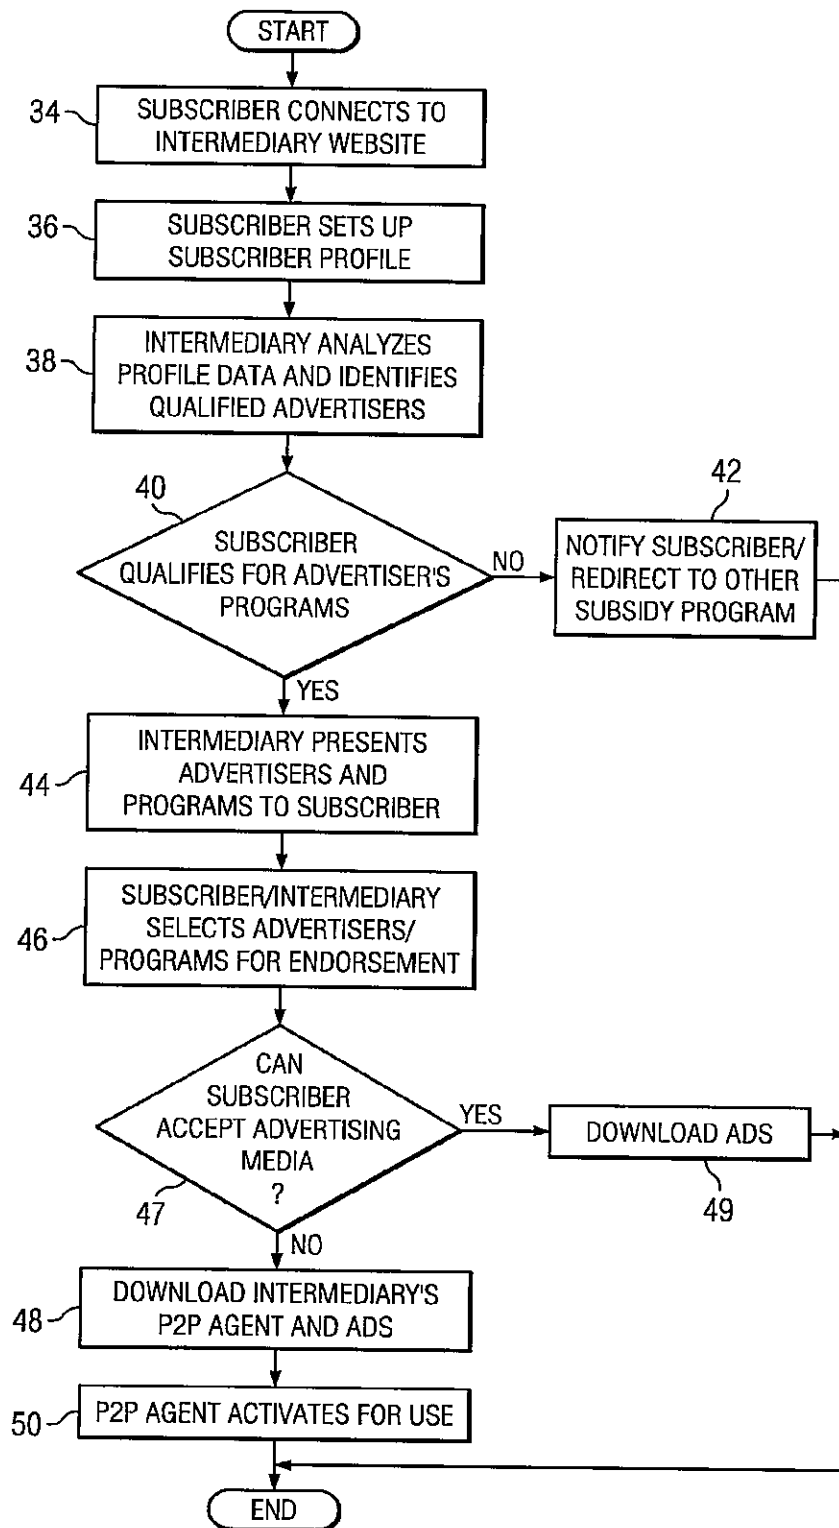 START
34
SUBSCRIBER CONNECTS TO
INTERMEDIARY WEBSITE
36
SUBSCRIBER SETS UP
SUBSCRIBER PROFILE
38
INTERMEDIARY ANALYZES
PROFILE DATA AND IDENTIFIES
QUALIFIED ADVERTISERS
40
SUBSCRIBER
QUALIFIES FOR ADVERTISER'S
PROGRAMS
NO
42
NOTIFY SUBSCRIBER/
REDIRECT TO OTHER
SUBSIDY PROGRAM
YES
44
INTERMEDIARY PRESENTS
ADVERTISERS AND
PROGRAMS TO SUBSCRIBER
46
SUBSCRIBER/INTERMEDIARY
SELECTS ADVERTISERS/
PROGRAMS FOR ENDORSEMENT
CAN
SUBSCRIBER
ACCEPT ADVERTISING
MEDIA
?
47
YES
DOWNLOAD ADS
49
NO
48
DOWNLOAD INTERMEDIARY'S
P2P AGENT AND ADS
50
P2P AGENT ACTIVATES FOR USE
END